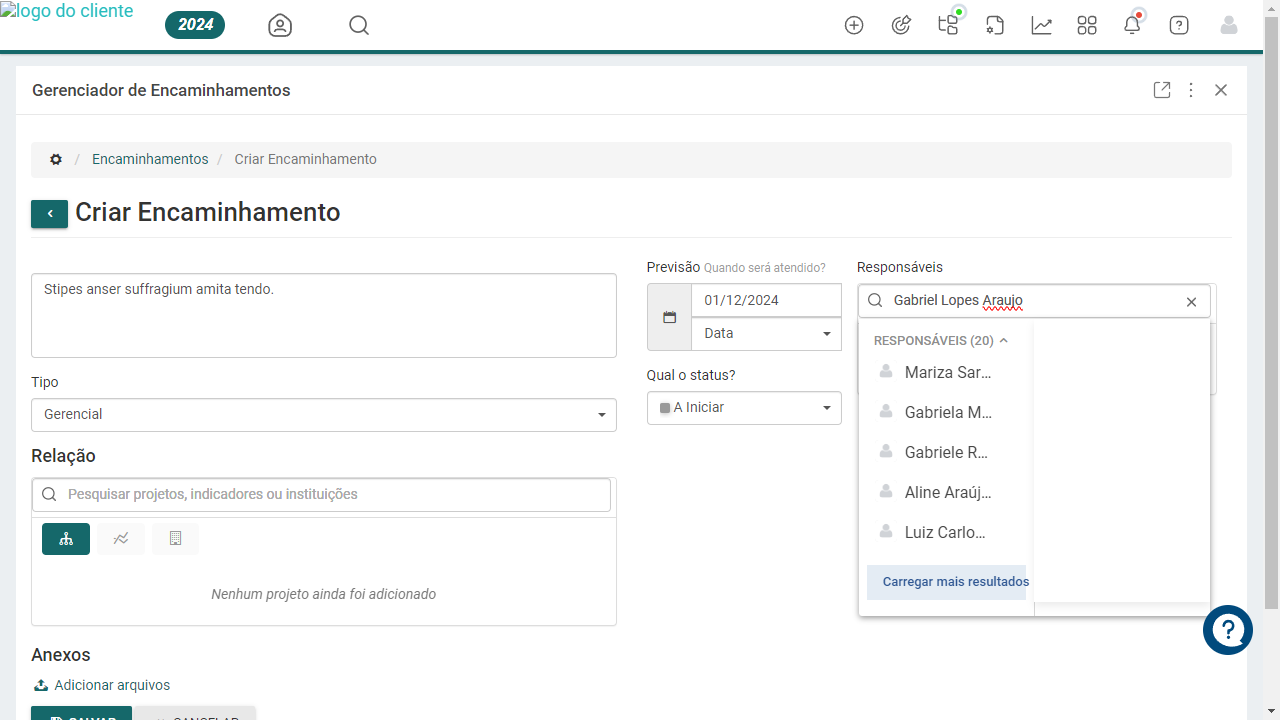 logo do cliente
2024
Gerenciador de Encaminhamentos
/ Encaminhamentos / Criar Encaminhamento
Criar Encaminhamento
Stipes anser suffragium amita tendo.
Tipo
Gerencial
Relação
Pesquisar projetos, indicadores ou instituições
Nenhum projeto ainda foi adicionado
Anexos
Adicionar arquivos
SALVAR
CANCELAR
Previsão Quando será atendido?
01/12/2024
Data
Qual o status?
A Iniciar
Responsáveis
Gabriel Lopes Araujo
RESPONSÁVEIS (20)
Mariza Sar...
Gabriela M...
Gabriele R...
Aline Araúj...
Luiz Carlo...
Carregar mais resultados